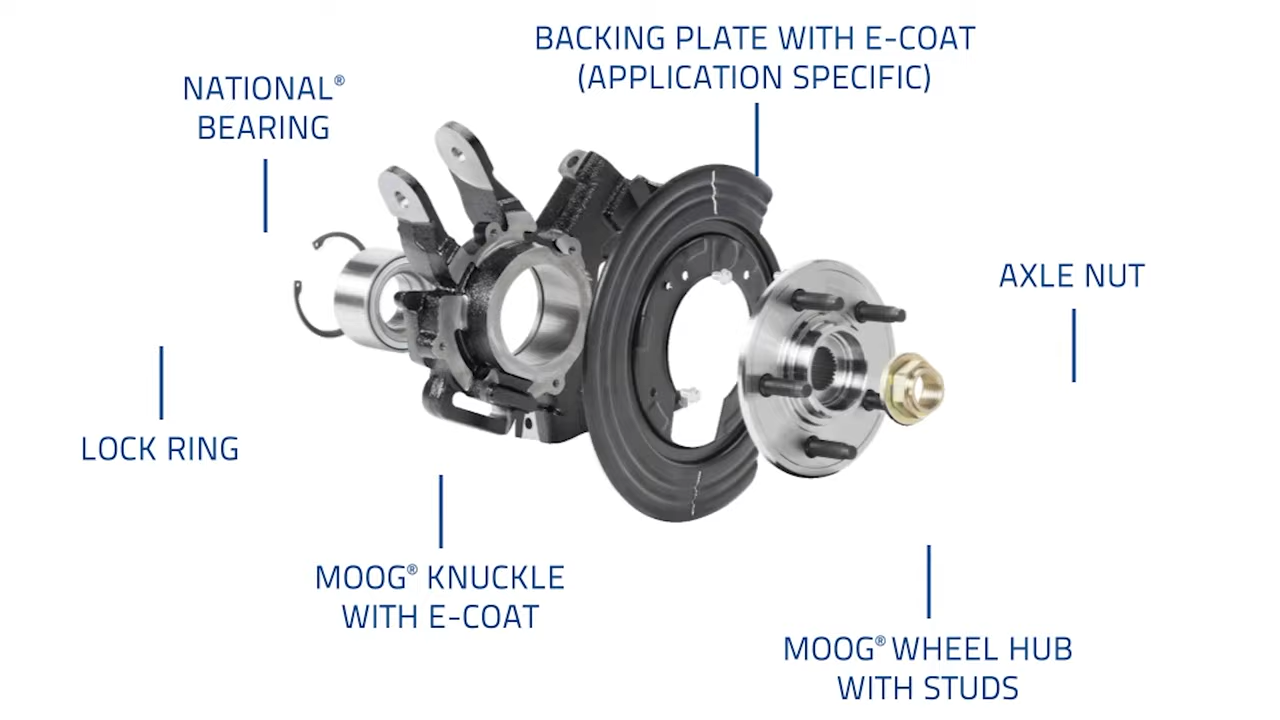 BACKING PLATE WITH E-COAT
(APPLICATION SPECIFIC)
NATIONAL®
BEARING
AXLE NUT
LOCK RING
MOOG® KNUCKLE
WITH E-COAT
MOOG® WHEEL HUB
WITH STUDS